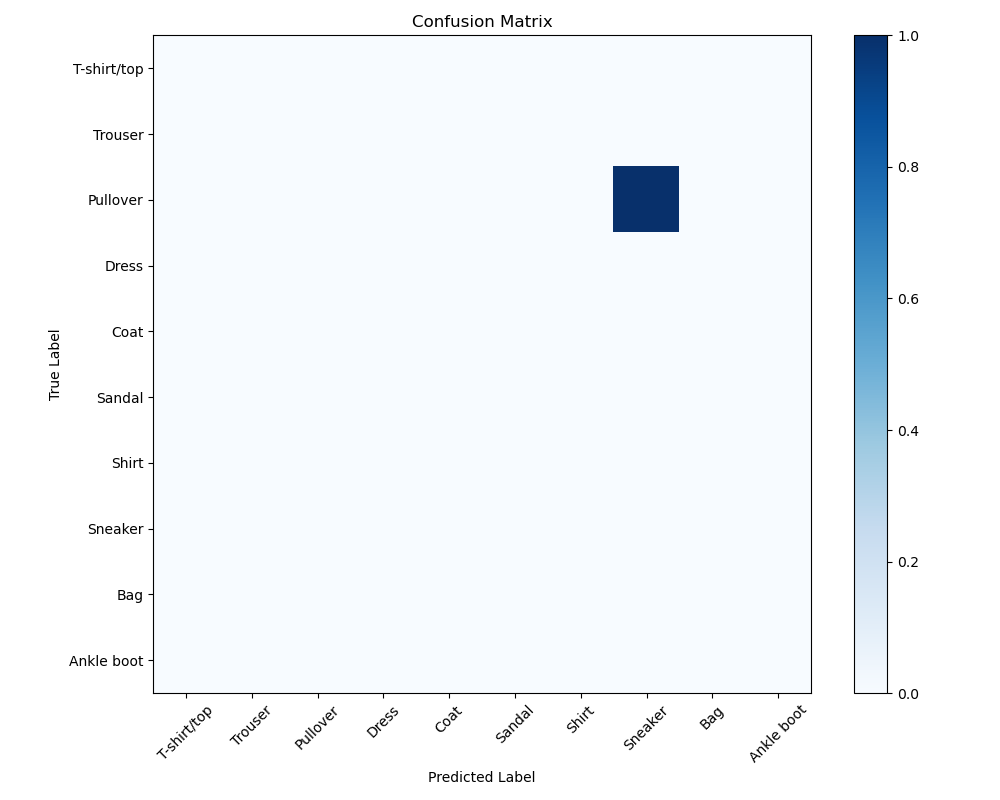 Confusion Matrix
True Label
T-shirt/top
Trouser
Pullover
Dress
Coat
Sandal
Shirt
Sneaker
Bag
Ankle boot
T-shirt/top
Trouser
Pullover
Dress
Coat
Sandal
Shirt
Sneaker
Bag
Ankle boot
Predicted Label
1.0
0.8
0.6
0.4
0.2
0.0